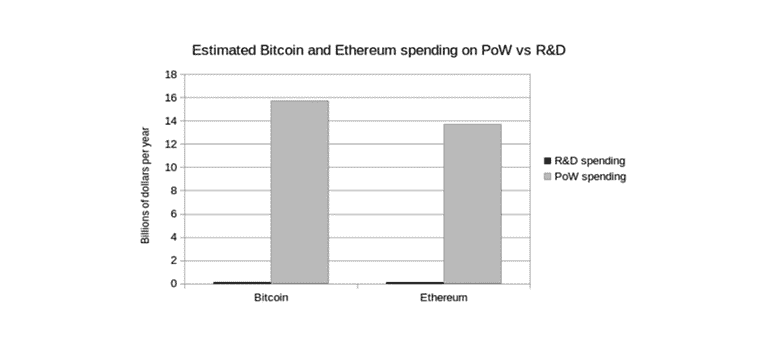 Estimated Bitcoin and Ethereum spending on PoW vs R&D
18
16
14
12
10
8
6
4
2
0
Billions of dollars per year
Bitcoin
Ethereum
R&D spending
PoW spending